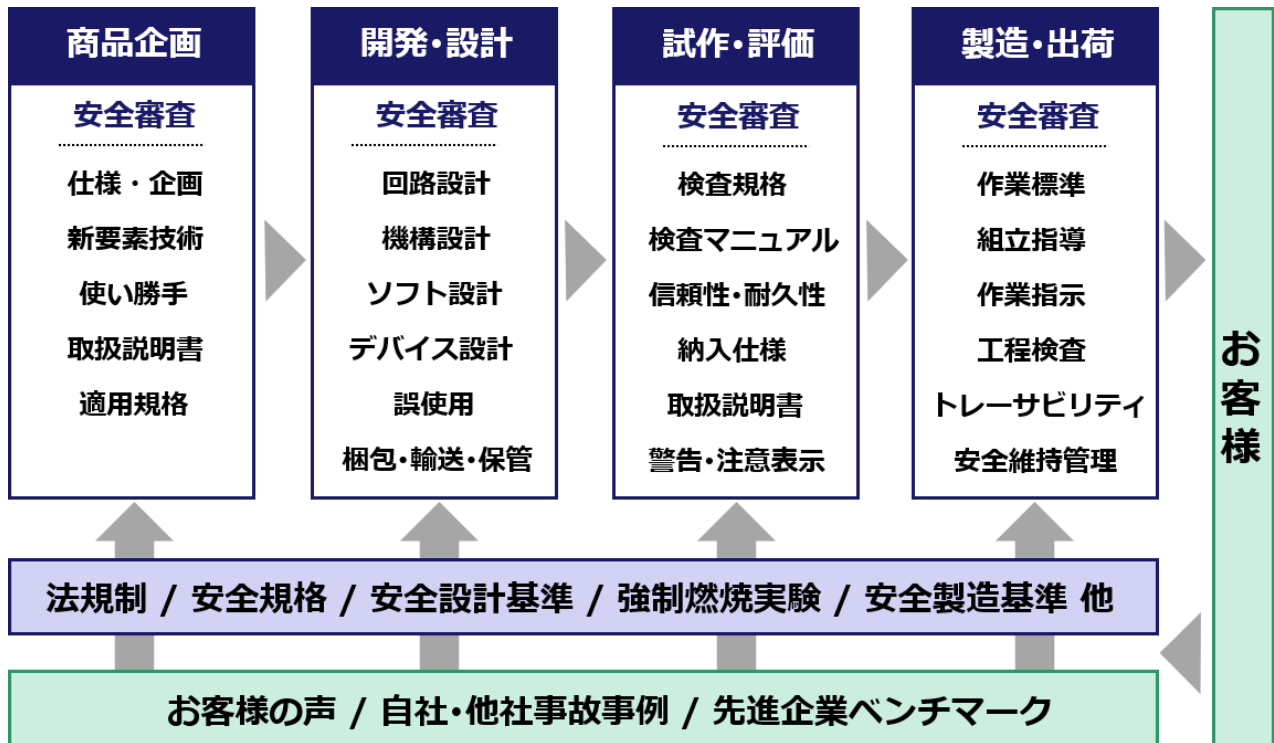 商品企画
安全審査
仕様・企画
新要素技術
使い勝手
取扱説明書
適用規格
開発・設計
安全審査
回路設計
機構設計
ソフト設計
デバイス設計
誤使用
梱包・輸送・保管
試作・評価
安全審査
検査規格
検査マニュアル
信頼性・耐久性
納入仕様
取扱説明書
警告・注意表示
製造・出荷
安全審査
作業標準
組立指導
作業指示
工程検査
トレーサビリティ
安全維持管理
お客様
法規制 / 安全規格 / 安全設計基準 / 強制燃焼実験 / 安全製造基準 他
お客様の声 / 自社・他社事故事例 / 先進企業ベンチマーク